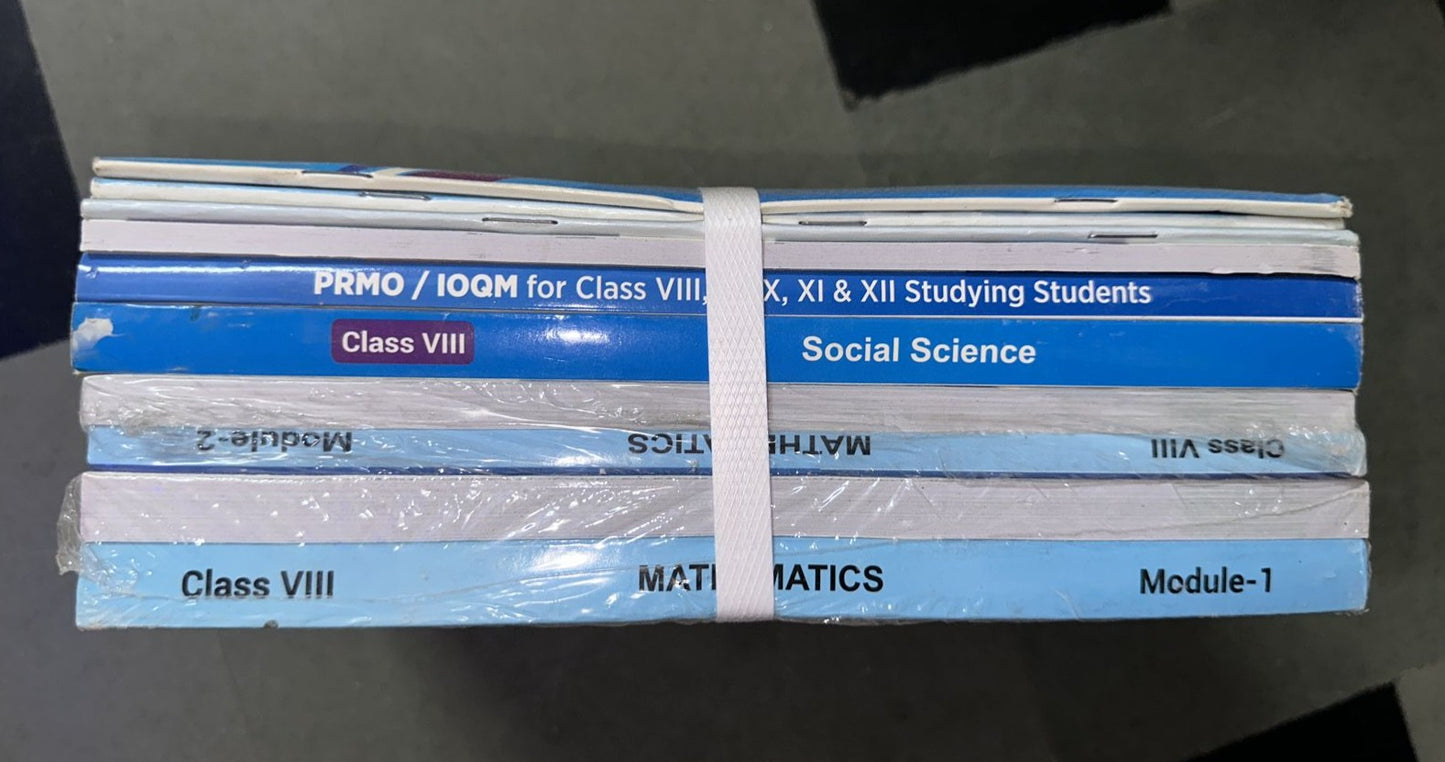 PRMO / IOQM for Class VIII, X, XI & XII Studying Students
Class VIII Social Science
Class VIII MATHEMATICS Module-2
Class VIII MATHEMATICS Module-1